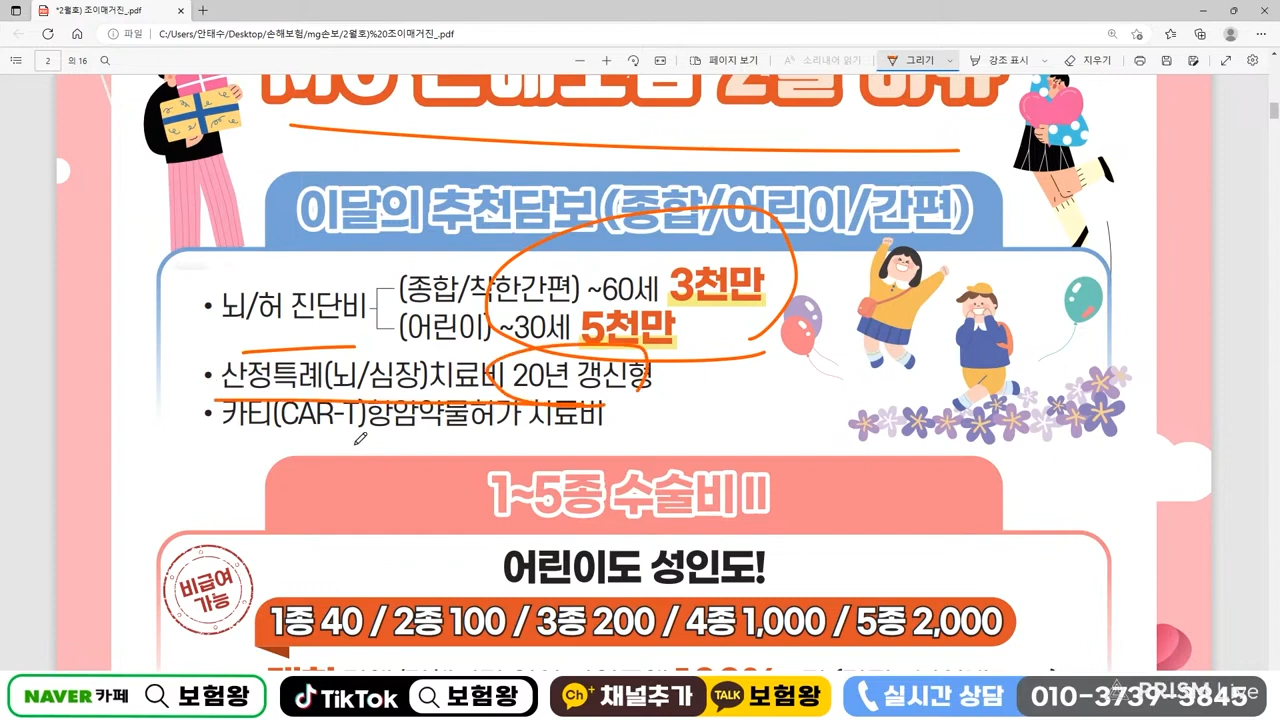 *2월호) 조이매거진_.pdf
파일 C:/Users/안태수/Desktop/손해보험/mg손보/2월호)%20조이매거진_.pdf
2 의 16 페이지 보기 소리내어 읽기 그리기 강조 표시 지우기
이달의 추천담보 (종합/어린이/간편)
• 뇌/허 진단비
(종합/착한간편) ~60세 3천만
(어린이) ~30세 5천만
• 산정특례(뇌/심장)치료비 20년 갱신형
• 카티(CAR-T)항암약물허가 치료비
1~5종 수술비 II
비급여
가능
어린이도 성인도!
1종 40 / 2종 100 / 3종 200 / 4종 1,000 / 5종 2,000
NAVER 카페 보험왕 TikTok 보험왕 Ch+ 채널추가 TALK 보험왕 실시간 상담 010-3739-5845
PRISM Live